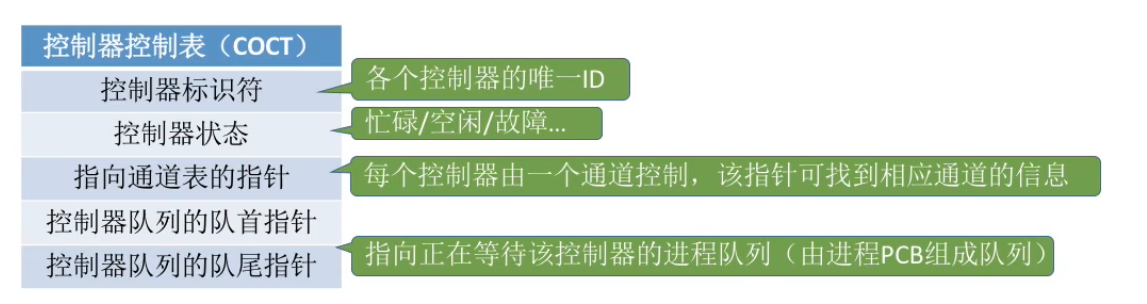 控制器控制表（COCT）
控制器标识符
各个控制器的唯一ID
控制器状态
忙碌/空闲/故障...
指向通道表的指针
每个控制器由一个通道控制，该指针可找到相应通道的信息
控制器队列的队首指针
控制器队列的队尾指针
指向正在等待该控制器的进程队列（由进程PCB组成队列）